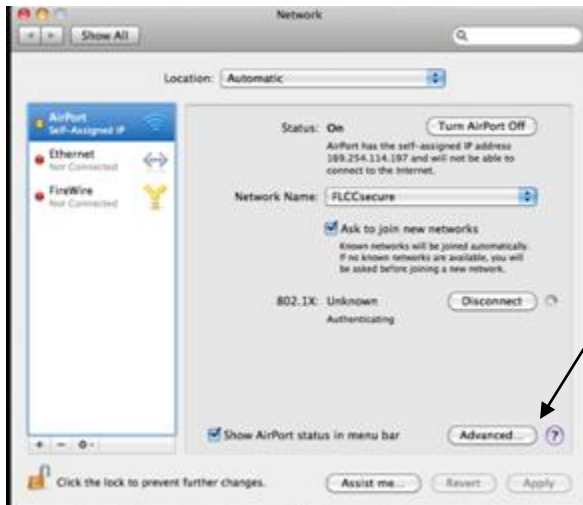 Network
Show All
Location: Automatic
AirPort
Self-Assigned IP
Ethernet
Not Connected
FireWire
Not Connected
Status: On
Turn AirPort Off
AirPort has the self-assigned IP address
169.254.114.197 and will not be able to
connect to the Internet.
Network Name: FLCCsecure
Ask to join new networks
Known networks will be joined automatically.
If no known networks are available, you will
be asked before joining a new network.
802.1X: Unknown
Disconnect
Authenticating
Show AirPort status in menu bar
Advanced...
?
Click the lock to prevent further changes.
Assist me...
Revert
Apply